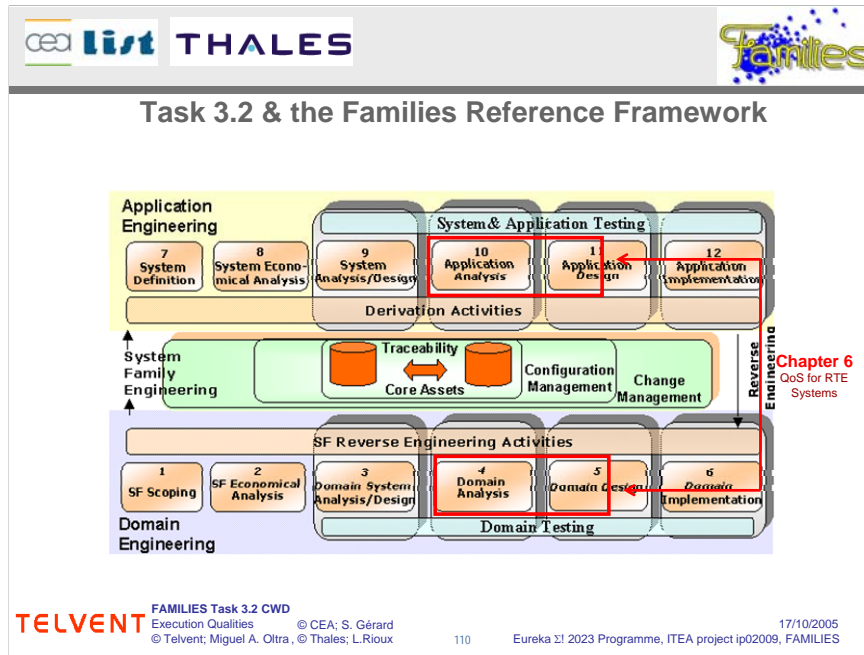 cea list THALES
Families
Task 3.2 & the Families Reference Framework
Application
Engineering
System& Application Testing
7
System
Definition
8
System Econo-
mical Analysis
9
System
Analysis/Design
10
Application
Analysis
11
Application
Design
12
Application
Implementation
Derivation Activities
System
Family
Engineering
Traceability
Core Assets
Configuration
Management
Change
Management
Reverse
Engineering
Chapter 6
QoS for RTE
Systems
SF Reverse Engineering Activities
1
SF Scoping
2
SF Economical
Analysis
3
Domain System
Analysis/Design
4
Domain
Analysis
5
Domain Design
6
Domain
Implementation
Domain
Engineering
Domain Testing
TELVENT
FAMILIES Task 3.2 CWD
Execution Qualities © CEA; S. Gérard
© Telvent; Miguel A. Oltra , © Thales; L.Rioux
110
17/10/2005
Eureka Σ! 2023 Programme, ITEA project ip02009, FAMILIES